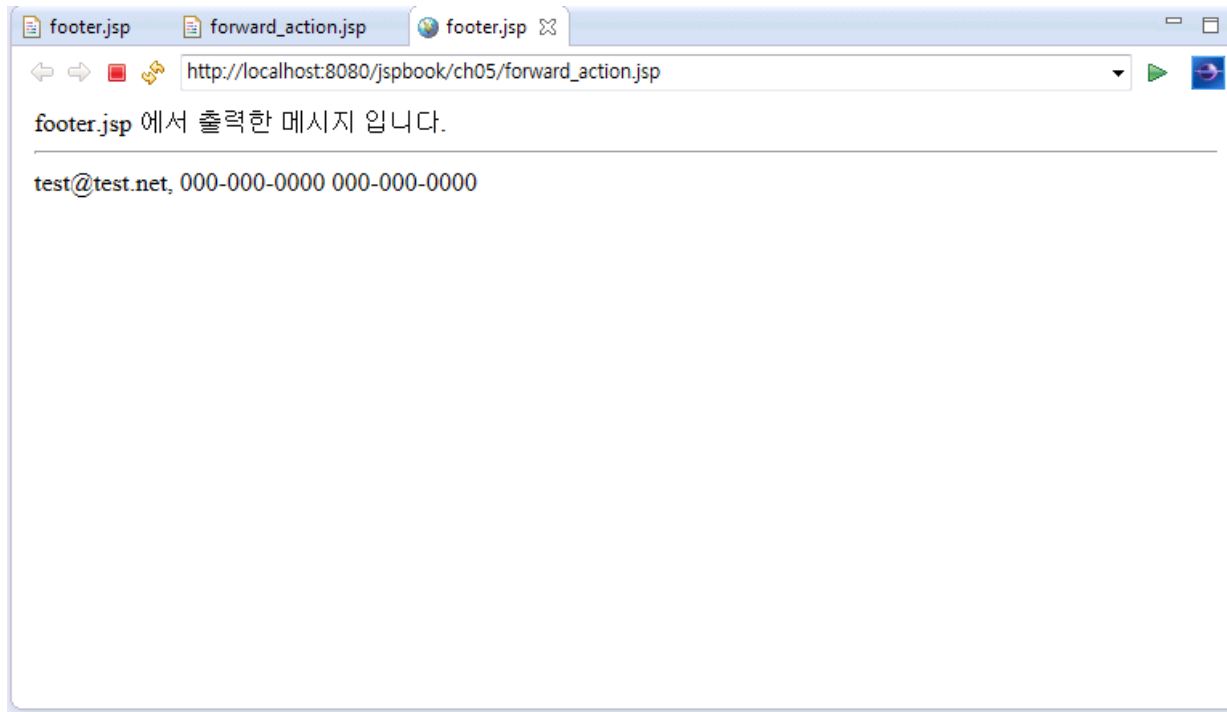 footer.jsp forward_action.jsp footer.jsp
http://localhost:8080/jspbook/ch05/forward_action.jsp
footer.jsp 에서 출력한 메시지 입니다.
test@test.net, 000-000-0000 000-000-0000